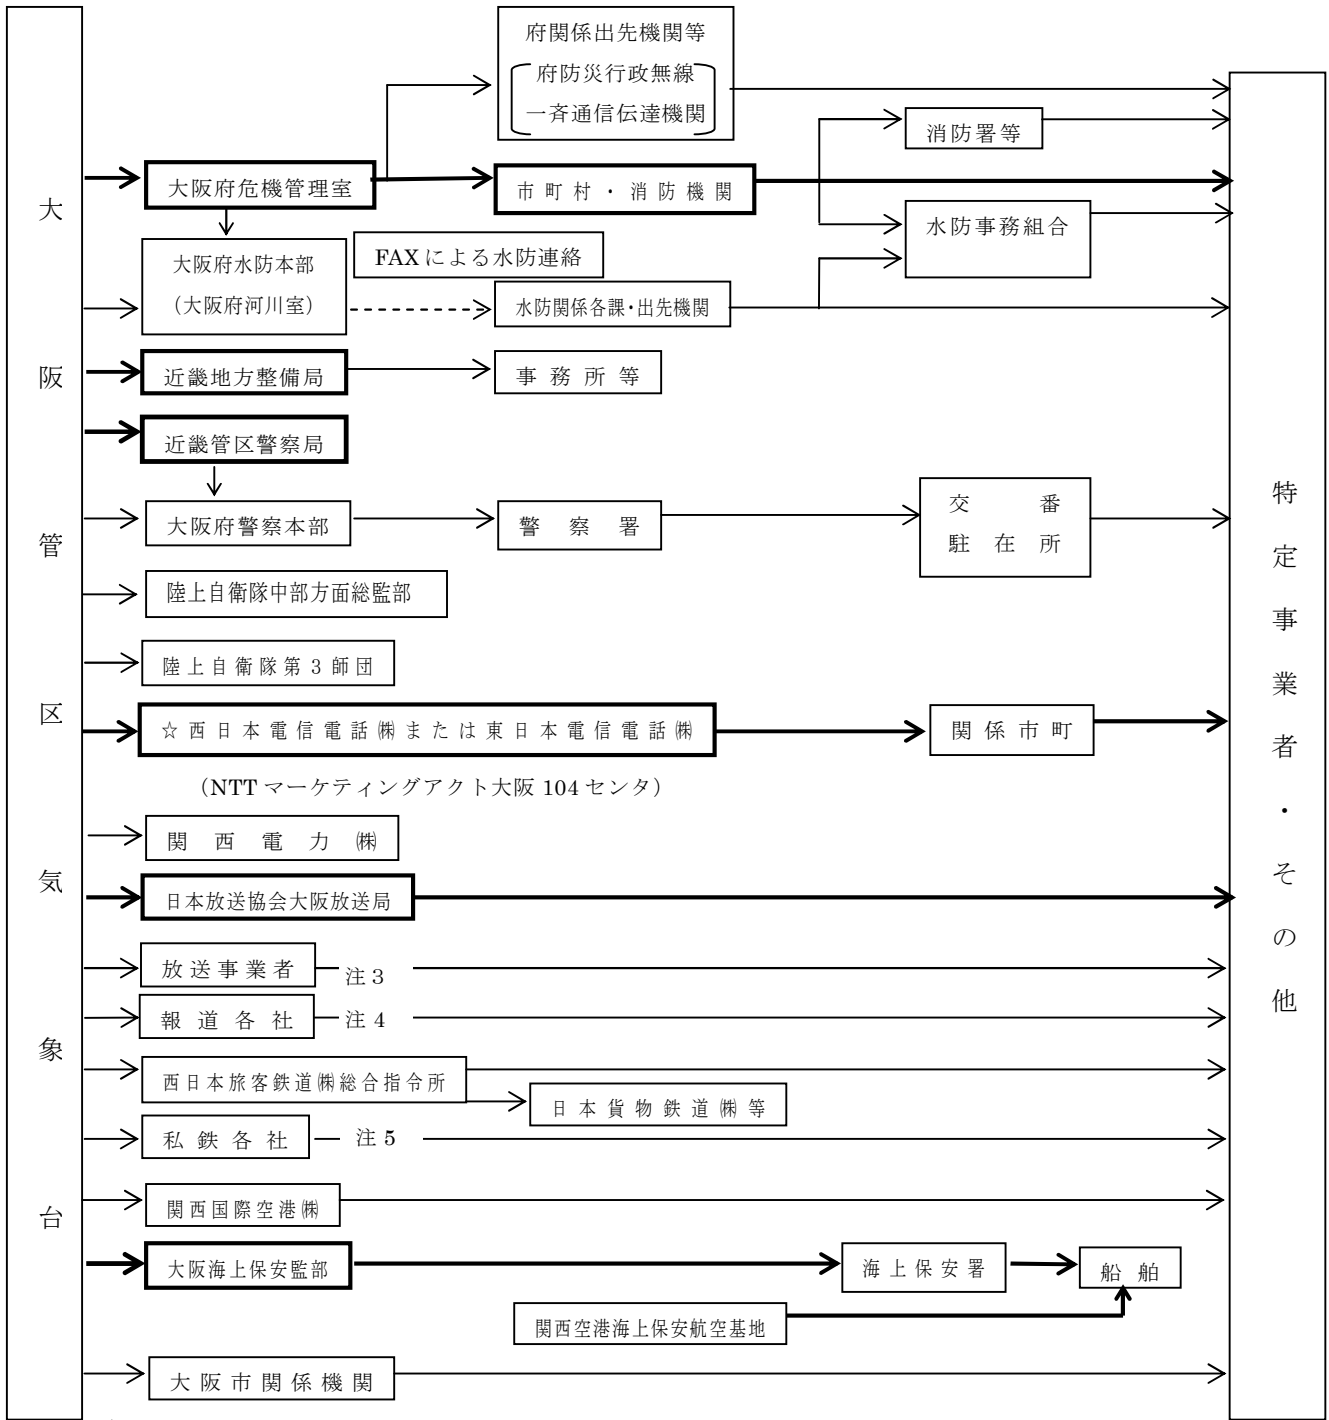 大阪管区気象台
府関係出先機関等
府防災行政無線
一斉通信伝達機関
消防署等
大阪府危機管理室
市町村・消防機関
水防事務組合
大阪府水防本部
(大阪府河川室)
FAXによる水防連絡
水防関係各課・出先機関
近畿地方整備局
事務所等
近畿管区警察局
大阪府警察本部
警察署
交番
駐在所
陸上自衛隊中部方面総監部
陸上自衛隊第3師団
☆西日本電信電話㈱または東日本電信電話㈱
関係市町
(NTTマーケティングアクト大阪104センタ)
関西電力㈱
日本放送協会大阪放送局
放送事業者
注3
報道各社
注4
西日本旅客鉄道㈱総合指令所
日本貨物鉄道㈱等
私鉄各社
注5
関西国際空港㈱
大阪海上保安監部
海上保安署
船舶
関西空港海上保安航空基地
大阪市関係機関
特定事業者・その他